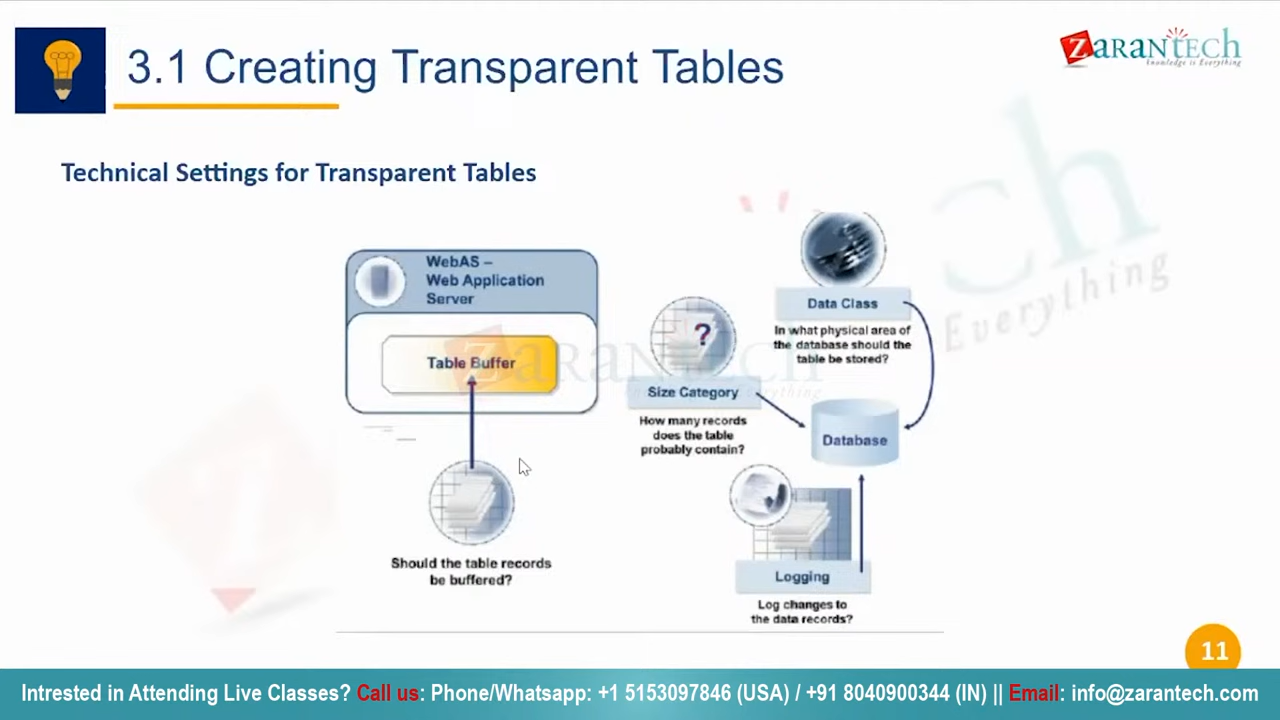 3.1 Creating Transparent Tables
ZARANTECH
Knowledge is Everything
Technical Settings for Transparent Tables
WebAS –
Web Application
Server
Table Buffer
Should the table records
be buffered?
?
Size Category
How many records
does the table
probably contain?
Data Class
In what physical area of
the database should the
table be stored?
Database
Logging
Log changes to
the data records?
ZARANTECH
ch
Everything
11
Intrested in Attending Live Classes? Call us: Phone/Whatsapp: +1 5153097846 (USA) / +91 8040900344 (IN) || Email: info@zarantech.com